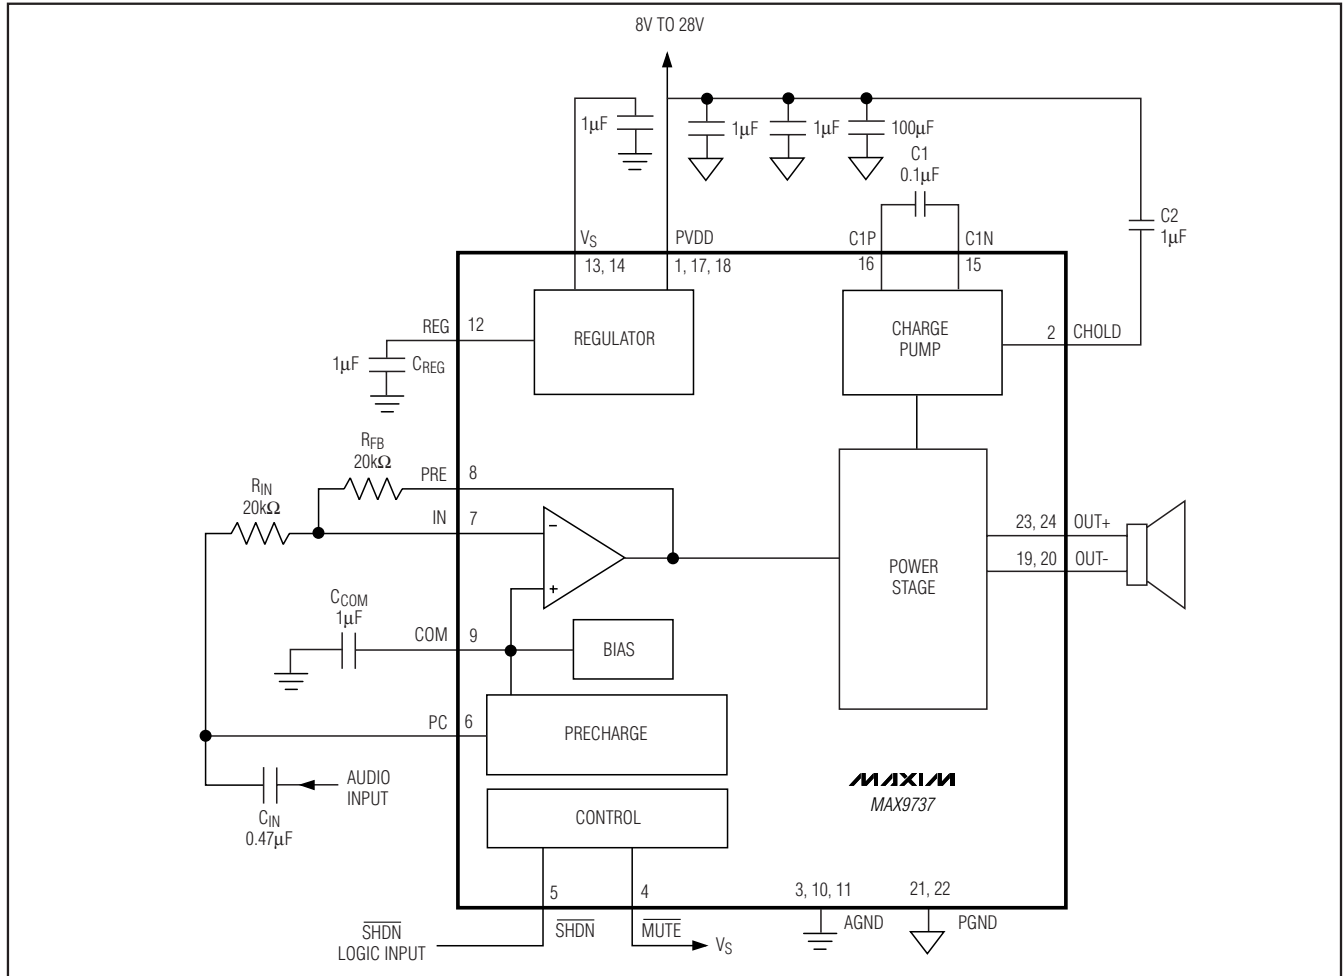 8V TO 28V
1μF
1μF
1μF
100μF
C1
0.1μF
C2
1μF
VS
PVDD
C1P
C1N
13, 14
1, 17, 18
16
15
REG
12
REGULATOR
CHARGE
PUMP
2
CHOLD
1μF
CREG
RFB
20kΩ
PRE
8
RIN
20kΩ
IN
7
−
+
23, 24
OUT+
19, 20
OUT-
POWER
STAGE
CCOM
1μF
COM
9
BIAS
PC
6
PRECHARGE
AUDIO
INPUT
CIN
0.47μF
CONTROL
MAXIM
MAX9737
5
4
3, 10, 11
21, 22
SHDN
LOGIC INPUT
SHDN
MUTE
VS
AGND
PGND